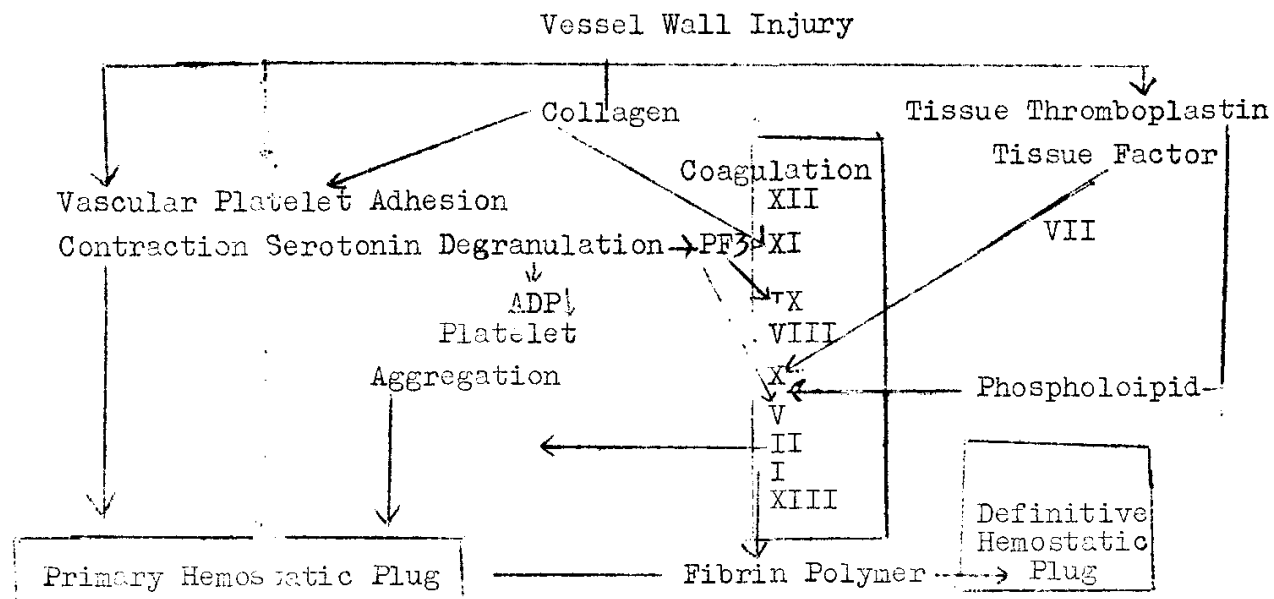 Vessel Wall Injury
Collagen
Tissue Thromboplastin
Tissue Factor
Coagulation
XII
Vascular Platelet Adhesion
VII
Contraction Serotonin Degranulation PF3 XI
ADP
IX
Platelet
VIII
Aggregation
X
Phospholoipid
V
II
I
XIII
Definitive
Hemostatic
Plug
Primary Hemostatic Plug
Fibrin Polymer